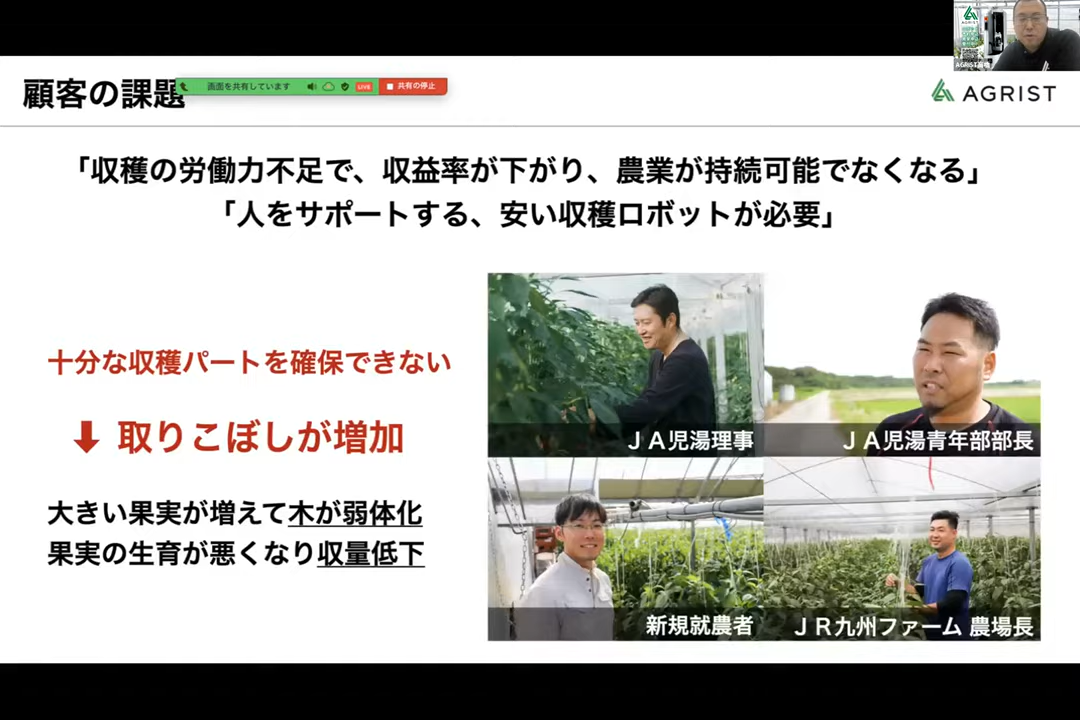 顧客の課題
画面を共有しています
LIVE
共有の停止
AGRIST
AGRIST
「収穫の労働力不足で、収益率が下がり、農業が持続可能でなくなる」
「人をサポートする、安い収穫ロボットが必要」
十分な収穫パートを確保できない
⬇ 取りこぼしが増加
大きい果実が増えて木が弱体化
果実の生育が悪くなり収量低下
ＪＡ児湯理事
ＪＡ児湯青年部部長
新規就農者
ＪＲ九州ファーム 農場長